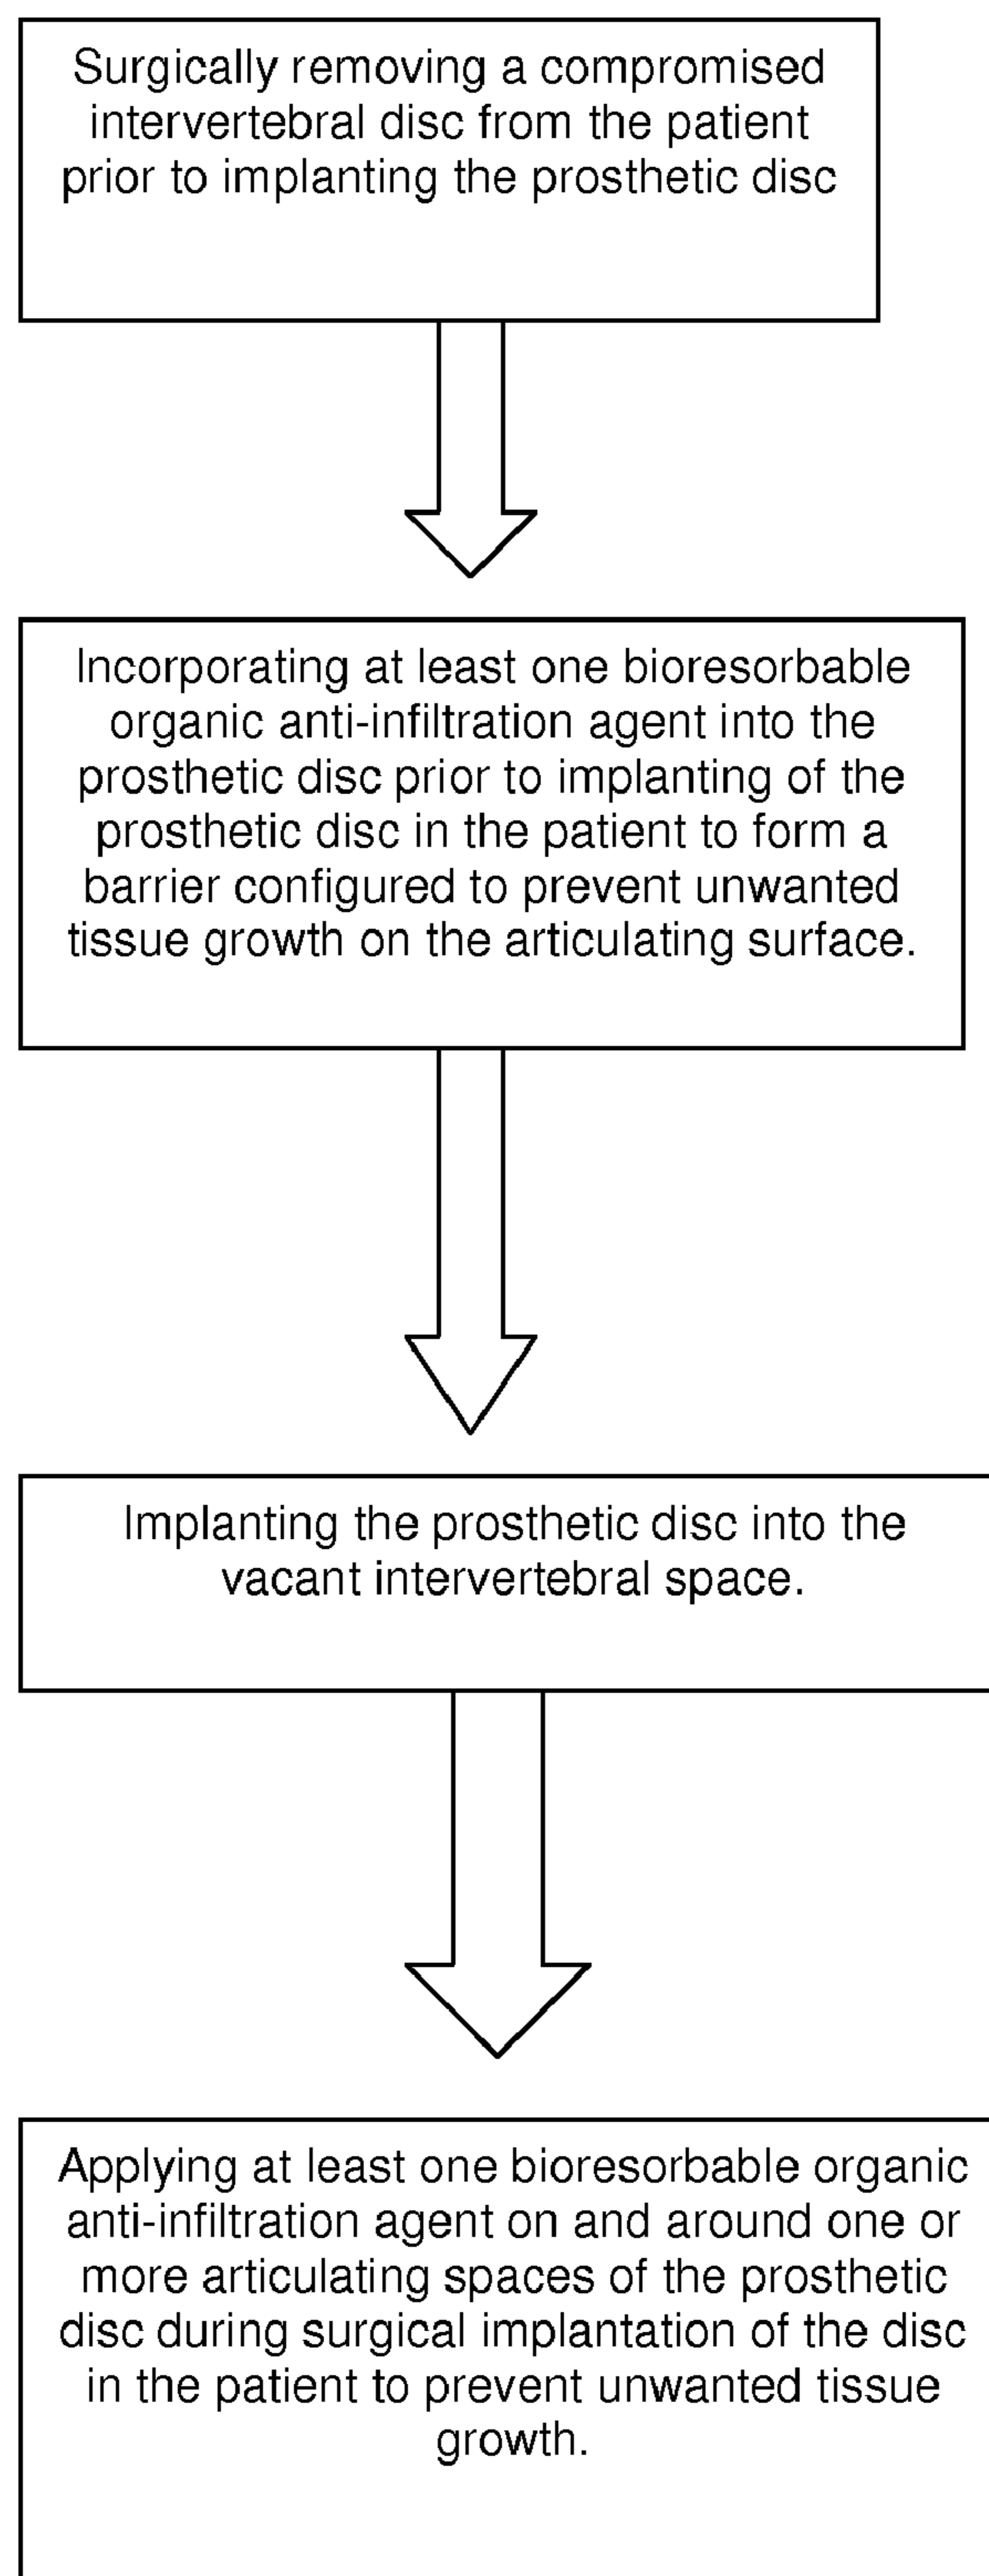 Surgically removing a compromised
intervertebral disc from the patient
prior to implanting the prosthetic disc
Incorporating at least one bioresorbable
organic anti-infiltration agent into the
prosthetic disc prior to implanting of the
prosthetic disc in the patient to form a
barrier configured to prevent unwanted
tissue growth on the articulating surface.
Implanting the prosthetic disc into the
vacant intervertebral space.
Applying at least one bioresorbable organic
anti-infiltration agent on and around one or
more articulating spaces of the prosthetic
disc during surgical implantation of the disc
in the patient to prevent unwanted tissue
growth.